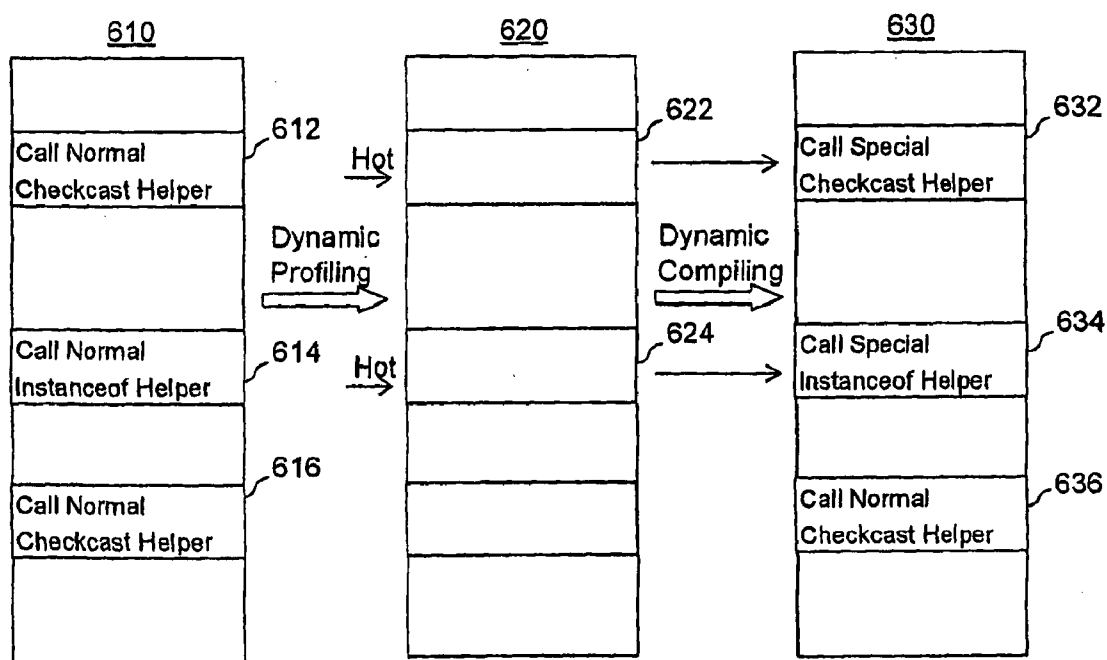 610
620
630
612
622
632
Call Normal
Checkcast Helper
Hot
Call Special
Checkcast Helper
Dynamic
Profiling
Dynamic
Compiling
614
624
634
Call Normal
Instanceof Helper
Hot
Call Special
Instanceof Helper
616
636
Call Normal
Checkcast Helper
Call Normal
Checkcast Helper